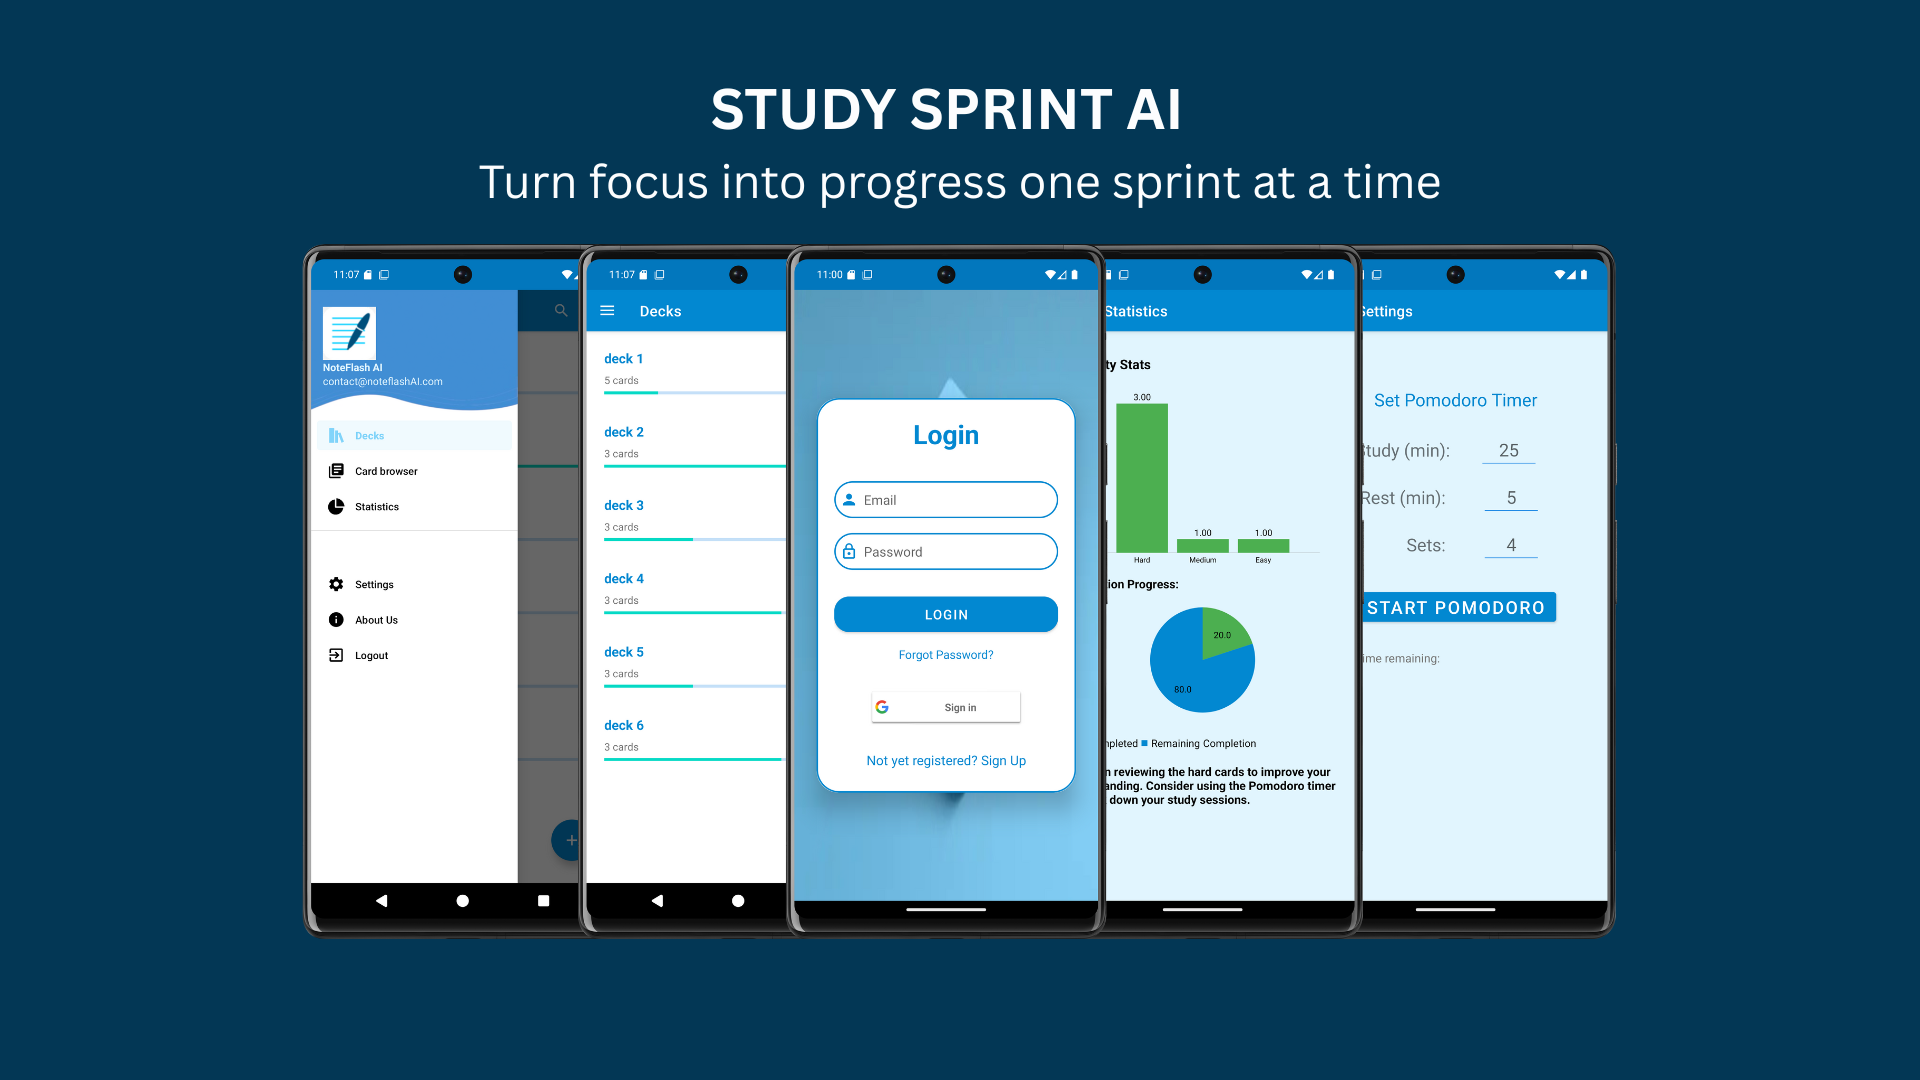 STUDY SPRINT AI
Turn focus into progress one sprint at a time
11:07
NoteFlash AI
contact@noteflashAI.com
Decks
Card browser
Statistics
Settings
About Us
Logout
11:07
Decks
deck 1
5 cards
deck 2
3 cards
deck 3
3 cards
deck 4
3 cards
deck 5
3 cards
deck 6
3 cards
11:00
Login
Email
Password
LOGIN
Forgot Password?
Sign in
Not yet registered? Sign Up
Statistics
ty Stats
3.00
1.00
1.00
Hard
Medium
Easy
ion Progress:
20.0
80.0
pleted Remaining Completion
n reviewing the hard cards to improve your
anding. Consider using the Pomodoro timer
down your study sessions.
Settings
Set Pomodoro Timer
Study (min): 25
Rest (min): 5
Sets: 4
START POMODORO
ime remaining: